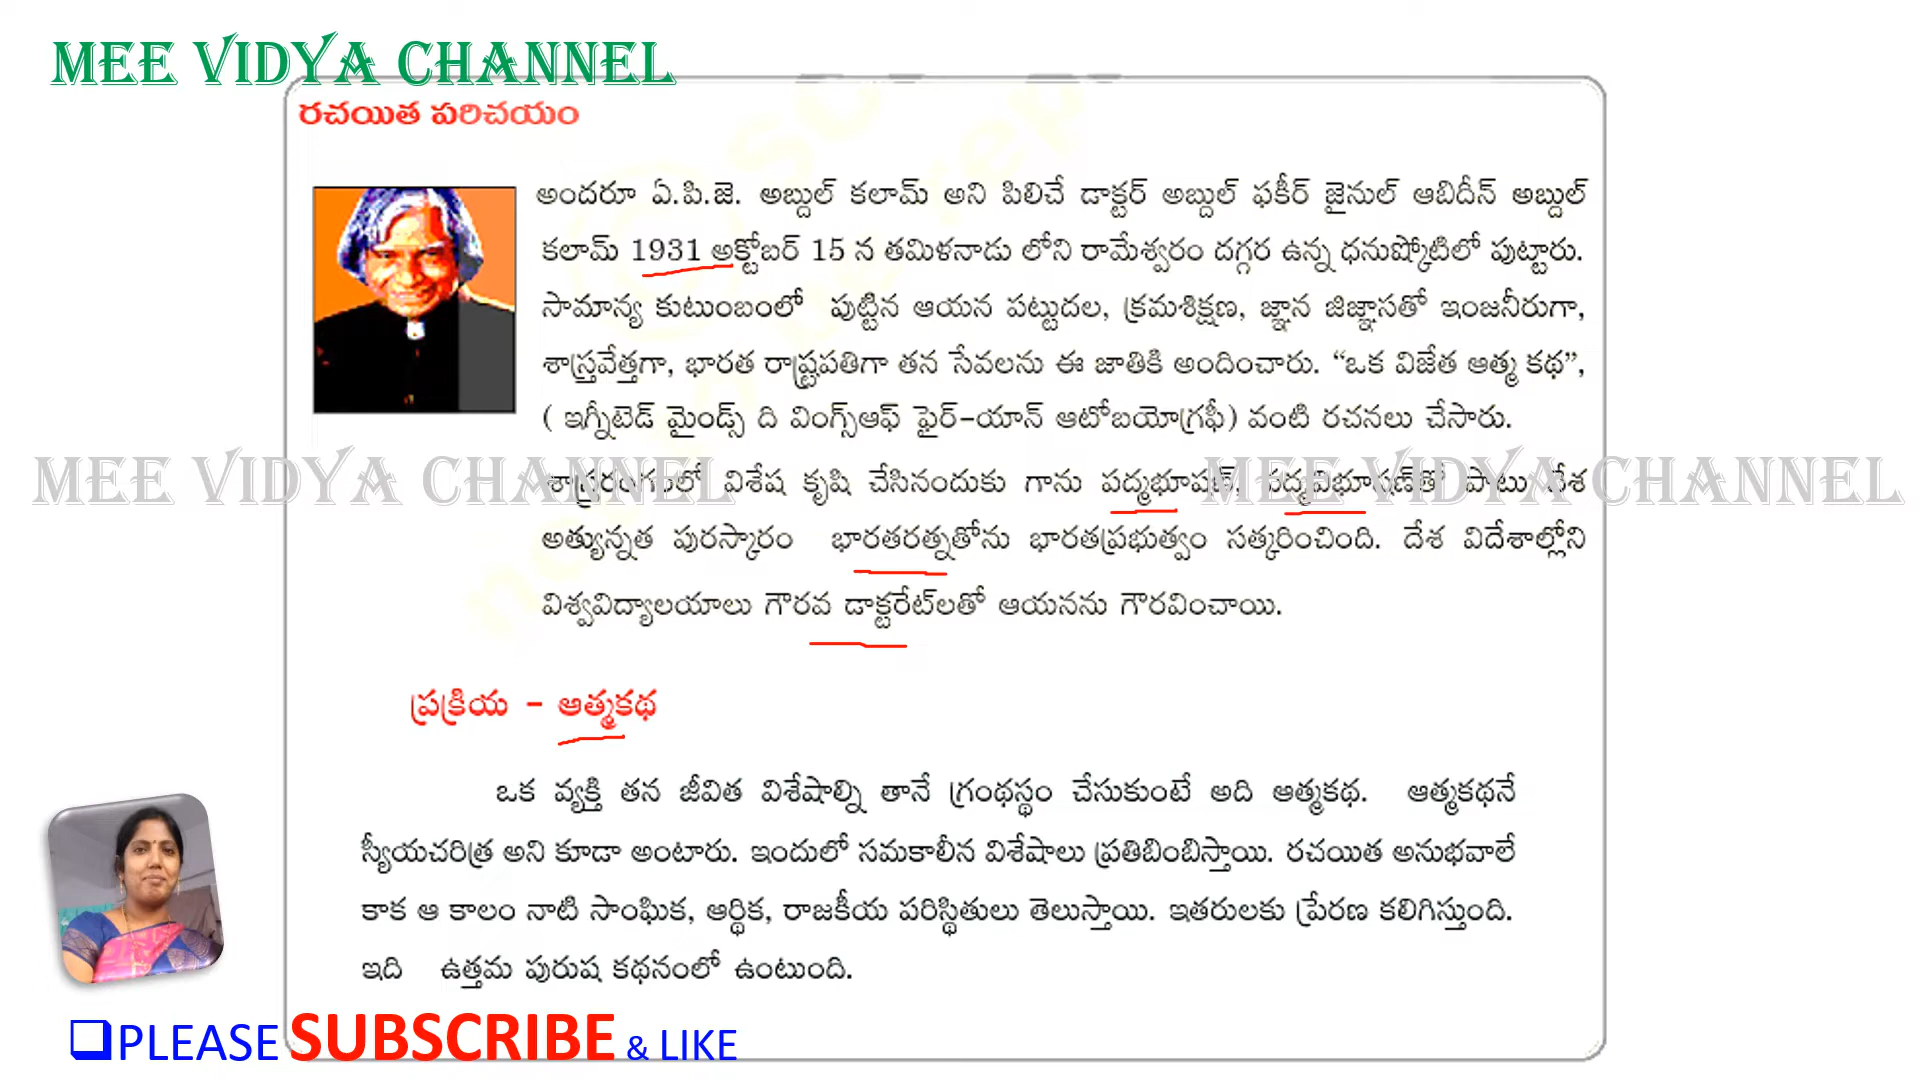 MEE VIDYA CHANNEL
రచయిత పరిచయం
అందరూ ఏ.పి.జె. అబ్దుల్ కలామ్ అని పిలిచే డాక్టర్ అబ్దుల్ ఫకీర్ జైనుల్ ఆబిదీన్ అబ్దుల్
కలామ్ 1931 అక్టోబర్ 15 న తమిళనాడు లోని రామేశ్వరం దగ్గర ఉన్న ధనుష్కోటిలో పుట్టారు.
సామాన్య కుటుంబంలో పుట్టిన ఆయన పట్టుదల, క్రమశిక్షణ, జ్ఞాన జిజ్ఞాసతో ఇంజనీరుగా,
శాస్త్రవేత్తగా, భారత రాష్ట్రపతిగా తన సేవలను ఈ జాతికి అందించారు. “ఒక విజేత ఆత్మ కథ”,
( ఇగ్నీటెడ్ మైండ్స్ ది వింగ్స్ఆఫ్ ఫైర్-యాన్ ఆటోబయోగ్రఫీ) వంటి రచనలు చేసారు.
MEE VIDYA CHANNEL MEE VIDYA CHANNEL
శాస్త్రరంగంలో విశేష కృషి చేసినందుకు గాను పద్మభూషణ్, పద్మవిభూషణ్‌తో పాటు దేశ
అత్యున్నత పురస్కారం భారతరత్నతోను భారతప్రభుత్వం సత్కరించింది. దేశ విదేశాల్లోని
విశ్వవిద్యాలయాలు గౌరవ డాక్టరేట్‌లతో ఆయనను గౌరవించాయి.
ప్రక్రియ - ఆత్మకథ
ఒక వ్యక్తి తన జీవిత విశేషాల్ని తానే గ్రంథస్థం చేసుకుంటే అది ఆత్మకథ. ఆత్మకథనే
స్వీయచరిత్ర అని కూడా అంటారు. ఇందులో సమకాలీన విశేషాలు ప్రతిబింబిస్తాయి. రచయిత అనుభవాలే
కాక ఆ కాలం నాటి సాంఘిక, ఆర్థిక, రాజకీయ పరిస్థితులు తెలుస్తాయి. ఇతరులకు ప్రేరణ కలిగిస్తుంది.
ఇది ఉత్తమ పురుష కథనంలో ఉంటుంది.
PLEASE SUBSCRIBE & LIKE